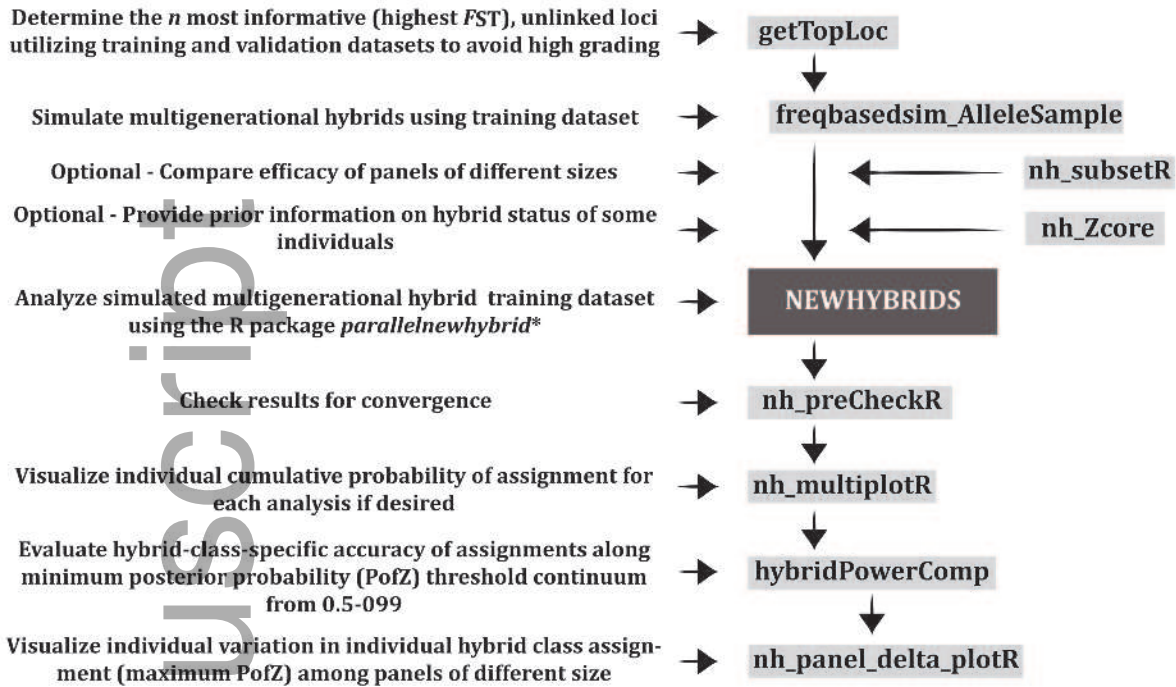 Determine the n most informative (highest FST), unlinked loci
utilizing training and validation datasets to avoid high grading
getTopLoc
Simulate multigenerational hybrids using training dataset
freqbasedsim_AlleleSample
Optional - Compare efficacy of panels of different sizes
nh_subsetR
Optional - Provide prior information on hybrid status of some
individuals
nh_Zcore
Analyze simulated multigenerational hybrid training dataset
using the R package parallelnewhybrid*
NEWHYBRIDS
Check results for convergence
nh_preCheckR
Visualize individual cumulative probability of assignment for
each analysis if desired
nh_multiplotR
Evaluate hybrid-class-specific accuracy of assignments along
minimum posterior probability (PofZ) threshold continuum
from 0.5-099
hybridPowerComp
Visualize individual variation in individual hybrid class assign-
ment (maximum PofZ) among panels of different size
nh_panel_delta_plotR
uscript